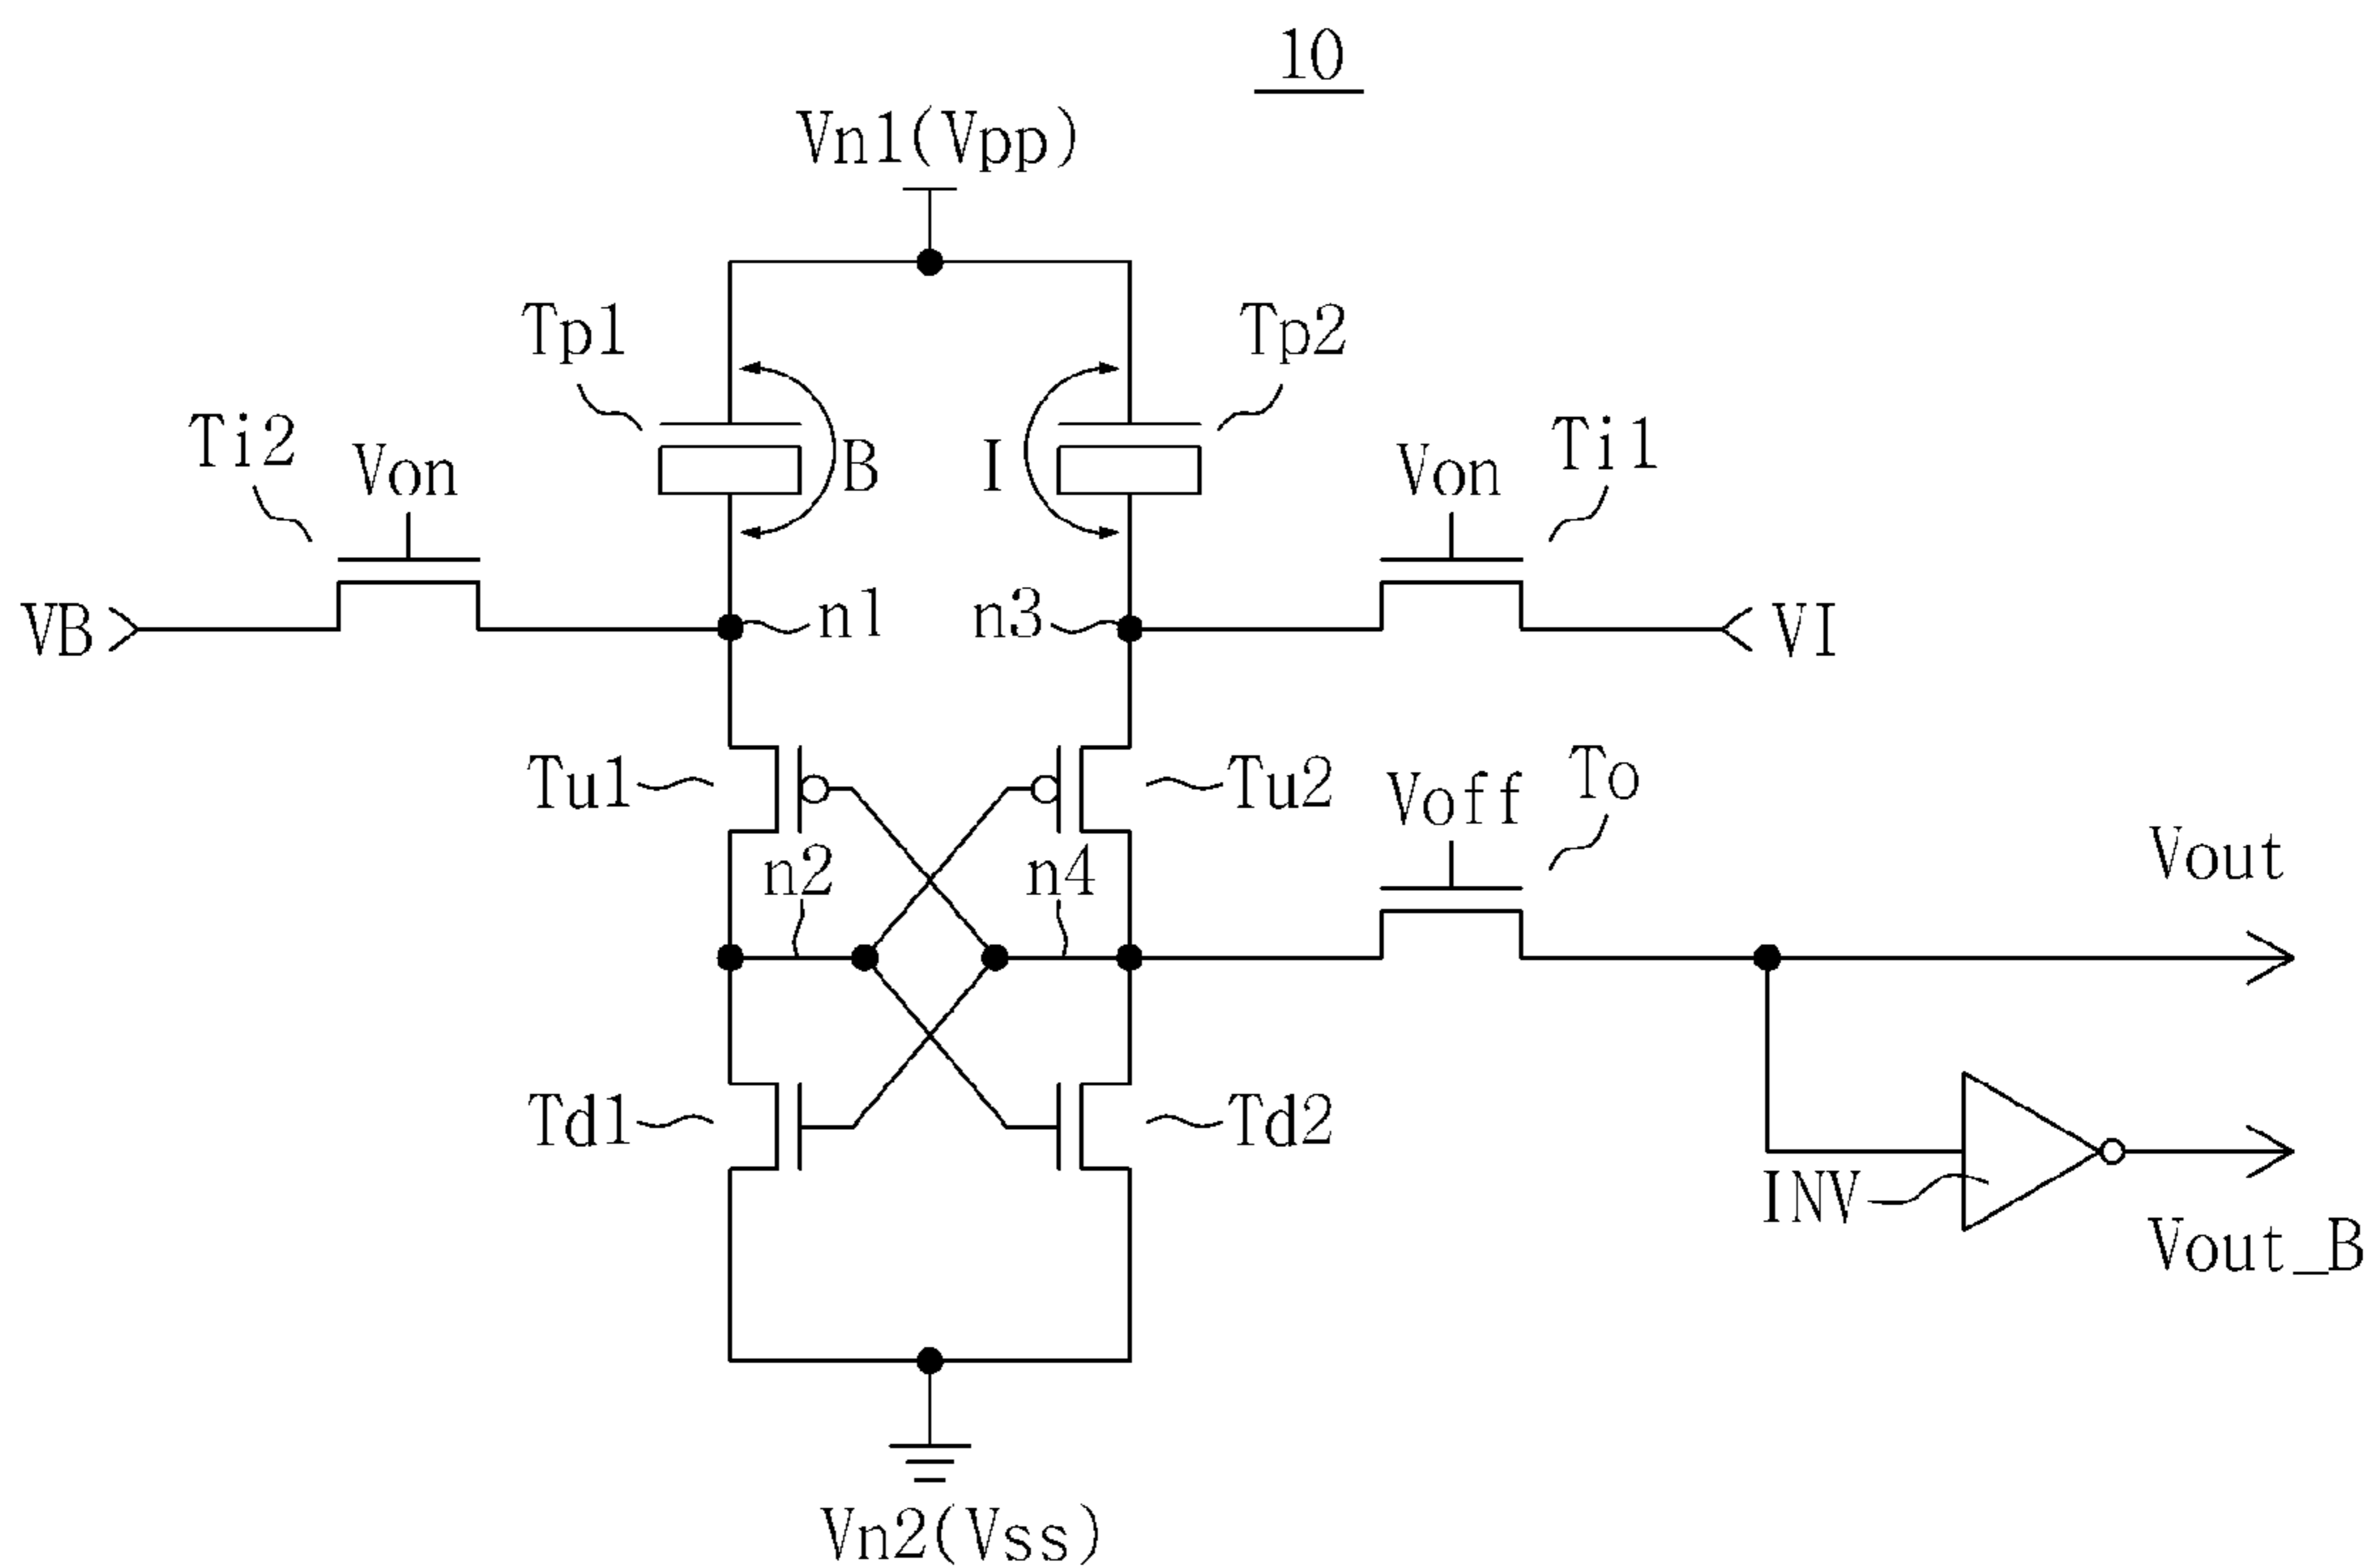 10
Vn1(Vpp)
Tp1
Tp2
Ti2
Von
B
I
Von
Ti1
VB
n1
n3
VI
Tu1
Tu2
Voff
To
n2
n4
Vout
Td1
Td2
INV
Vout_B
Vn2(Vss)